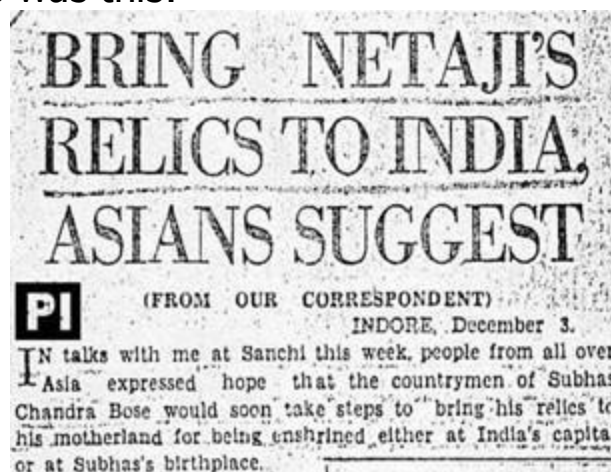 was this.
BRING NETAJI'S
RELICS TO INDIA,
ASIANS SUGGEST
PI
(FROM OUR CORRESPONDENT)
INDORE, December 3.
IN talks with me at Sanchi this week, people from all over
Asia expressed hope that the countrymen of Subhas
Chandra Bose would soon take steps to bring his relics to
his motherland for being enshrined either at India's capital
or at Subhas's birthplace.